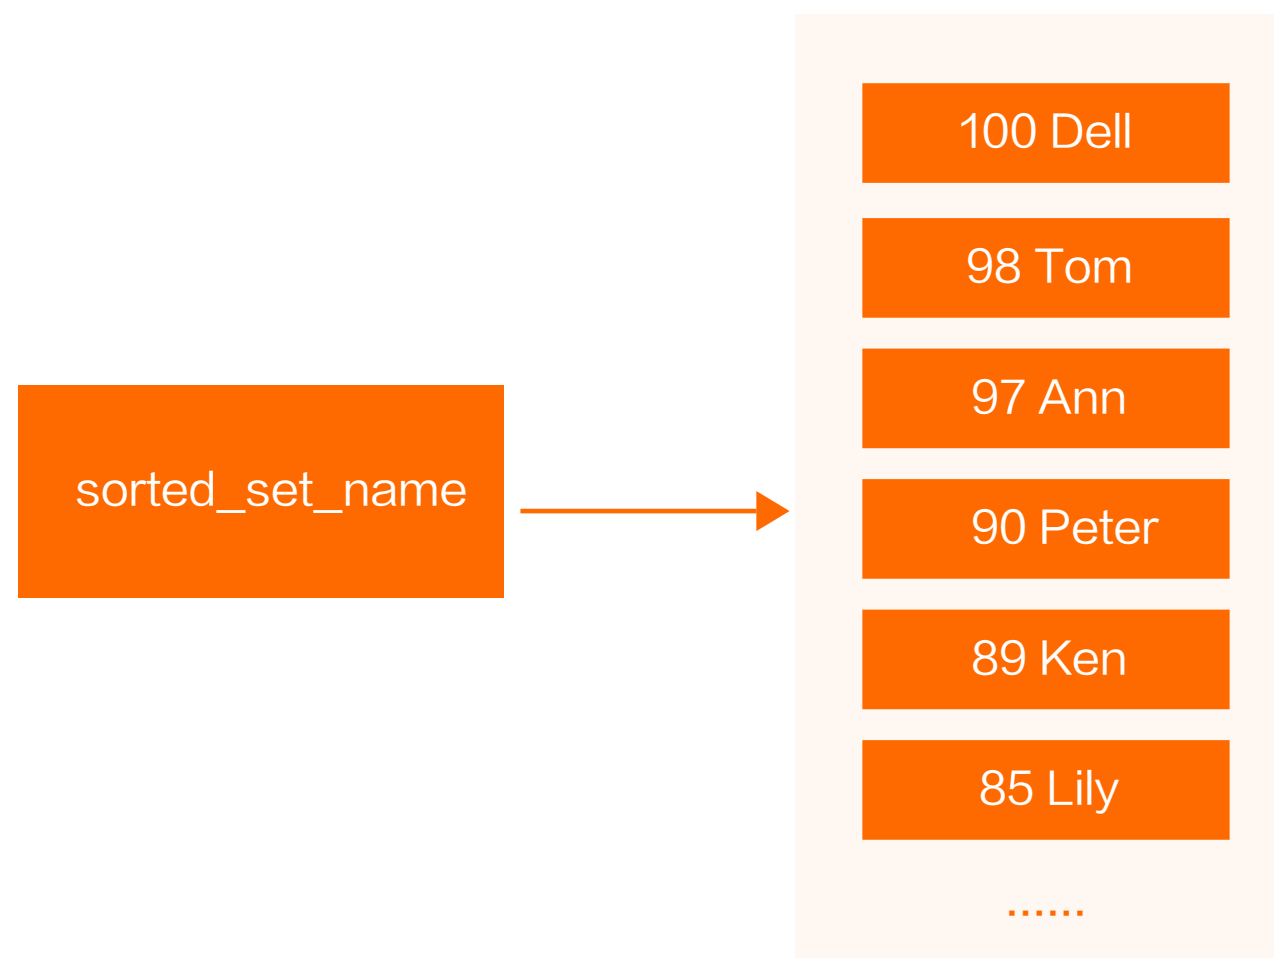 100 Dell
98 Tom
97 Ann
sorted_set_name
90 Peter
89 Ken
85 Lily
......